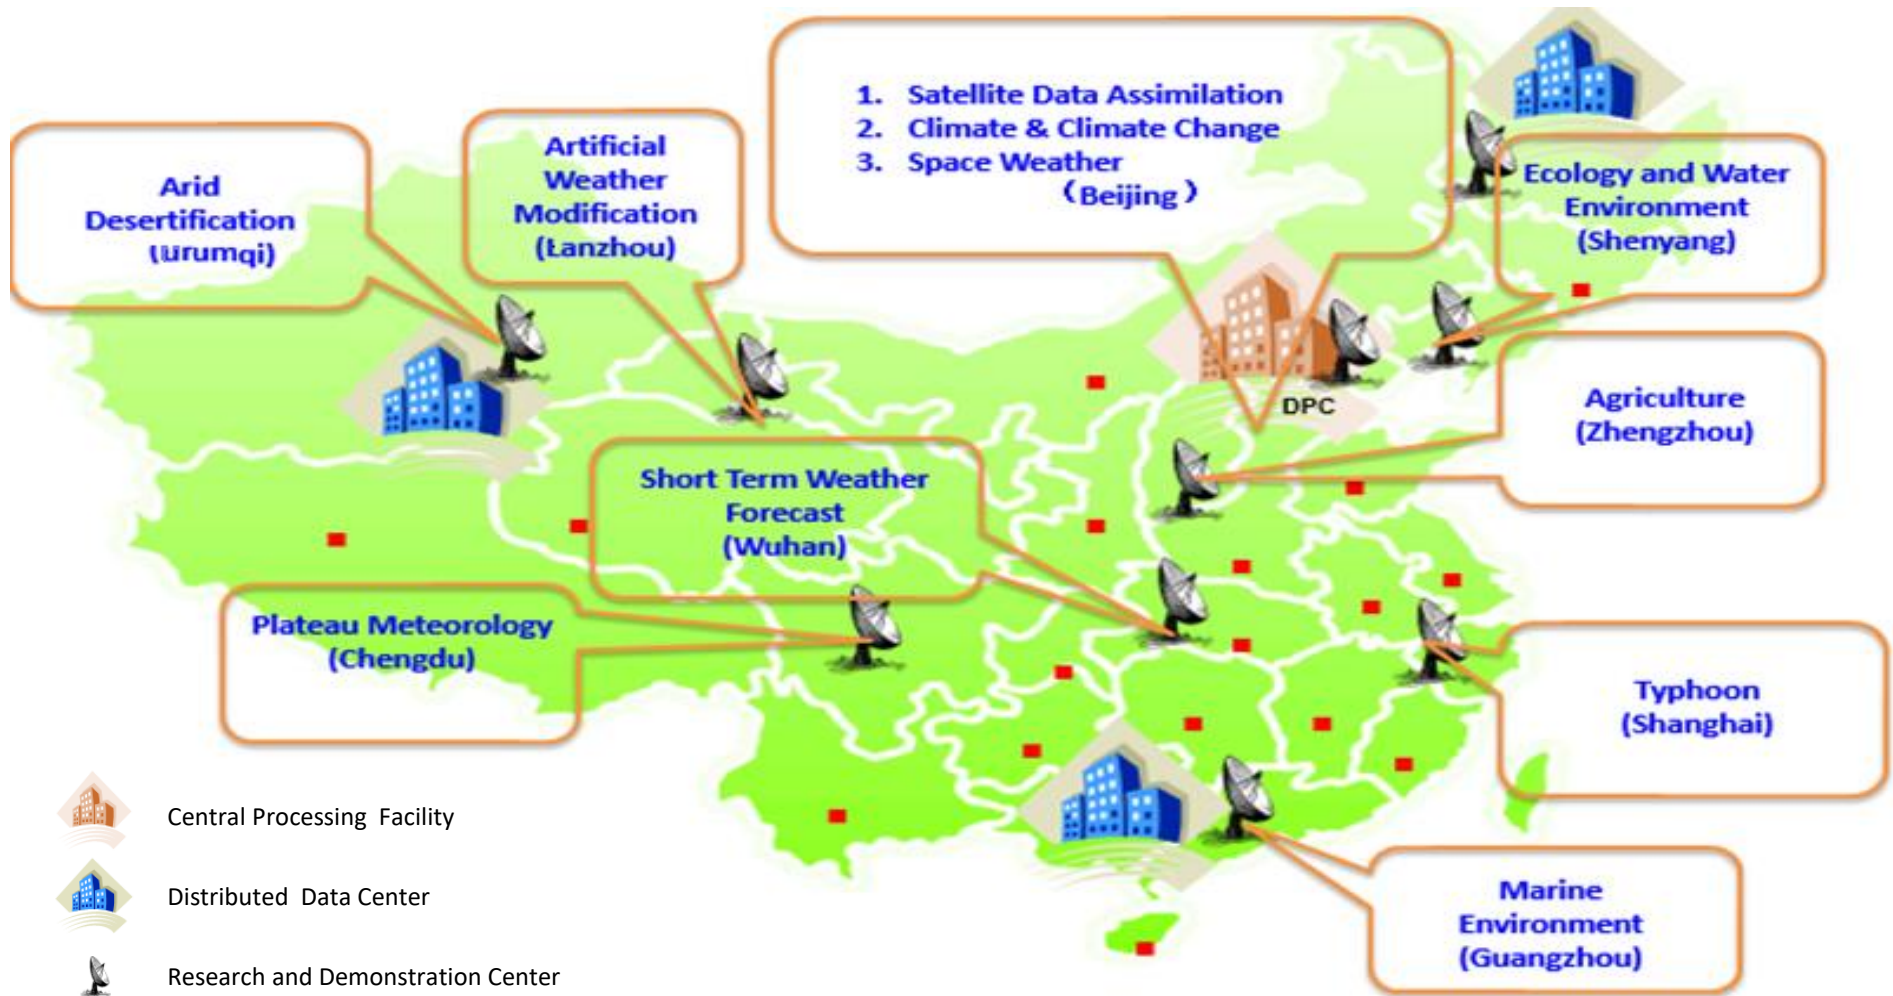 1. Satellite Data Assimilation
2. Climate & Climate Change
3. Space Weather
（Beijing）
Arid
Desertification
(Urumqi)
Artificial
Weather
Modification
(Lanzhou)
Ecology and Water
Environment
(Shenyang)
DPC
Agriculture
(Zhengzhou)
Short Term Weather
Forecast
(Wuhan)
Plateau Meteorology
(Chengdu)
Typhoon
(Shanghai)
Marine
Environment
(Guangzhou)
Central Processing Facility
Distributed Data Center
Research and Demonstration Center